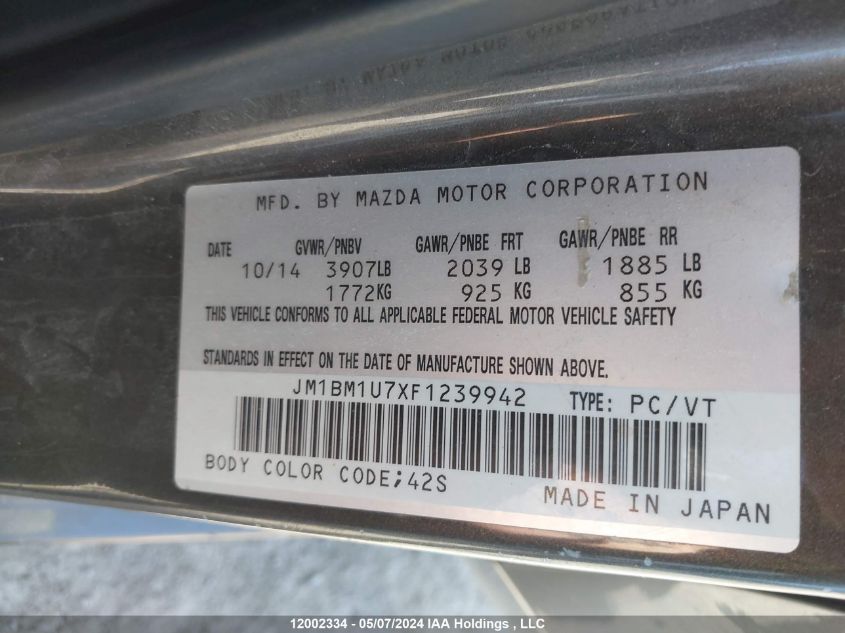 MFD. BY MAZDA MOTOR CORPORATION
DATE GVWR/PNBV GAWR/PNBE FRT GAWR/PNBE RR
10/14 3907LB 2039 LB 1885 LB
1772KG 925 KG 855 KG
THIS VEHICLE CONFORMS TO ALL APPLICABLE FEDERAL MOTOR VEHICLE SAFETY
STANDARDS IN EFFECT ON THE DATE OF MANUFACTURE SHOWN ABOVE.
JM1BM1U7XF1239942 TYPE: PC/VT
BODY COLOR CODE;42S
MADE IN JAPAN
12002334 - 05/07/2024 IAA Holdings , LLC